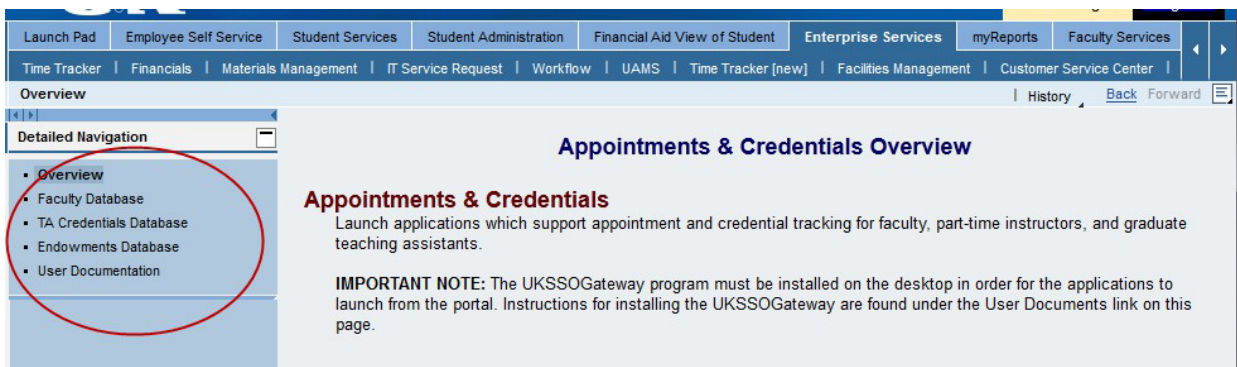 Launch Pad Employee Self Service Student Services Student Administration Financial Aid View of Student Enterprise Services myReports Faculty Services
Time Tracker | Financials | Materials Management | IT Service Request | Workflow | UAMS | Time Tracker [new] | Facilities Management | Customer Service Center |
Overview | History Back Forward
Detailed Navigation
Overview
Faculty Database
TA Credentials Database
Endowments Database
User Documentation
Appointments & Credentials Overview
Appointments & Credentials
Launch applications which support appointment and credential tracking for faculty, part-time instructors, and graduate
teaching assistants.
IMPORTANT NOTE: The UKSSOGateway program must be installed on the desktop in order for the applications to
launch from the portal. Instructions for installing the UKSSOGateway are found under the User Documents link on this
page.